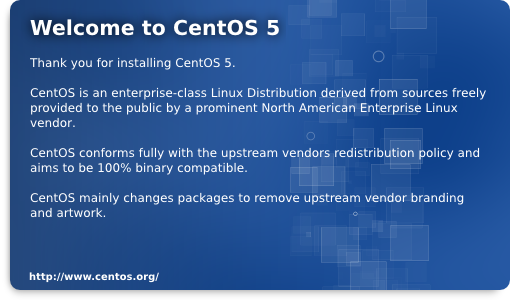 Welcome to CentOS 5
Thank you for installing CentOS 5.
CentOS is an enterprise-class Linux Distribution derived from sources freely
provided to the public by a prominent North American Enterprise Linux
vendor.
CentOS conforms fully with the upstream vendors redistribution policy and
aims to be 100% binary compatible.
CentOS mainly changes packages to remove upstream vendor branding
and artwork.
http://www.centos.org/